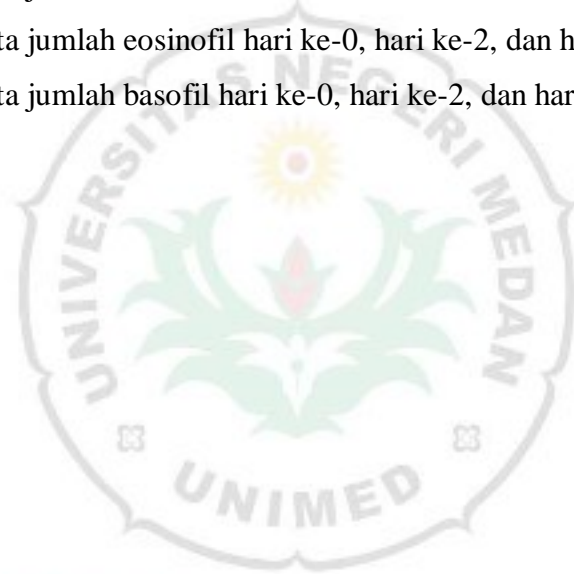 ta jumlah eosinofil hari ke-0, hari ke-2, dan h
ta jumlah basofil hari ke-0, hari ke-2, dan har
UNIVERSITAS NEGERI MEDAN
UNIMED